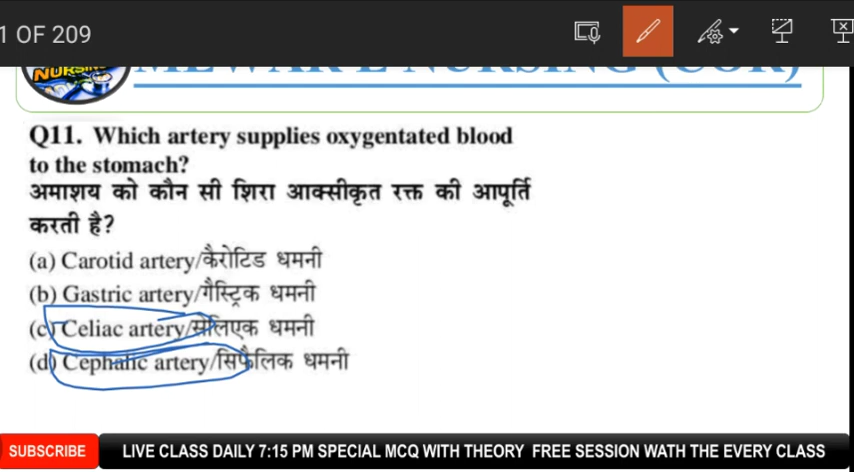 1 OF 209
NURSING
Q11. Which artery supplies oxygentated blood
to the stomach?
अमाशय को कौन सी शिरा आक्सीकृत रक्त की आपूर्ति
करती है?
(a) Carotid artery/कैरोटिड धमनी
(b) Gastric artery/गैस्ट्रिक धमनी
(c) Celiac artery/सेलिएक धमनी
(d) Cephalic artery/सिफैलिक धमनी
SUBSCRIBE LIVE CLASS DAILY 7:15 PM SPECIAL MCQ WITH THEORY FREE SESSION WATH THE EVERY CLASS